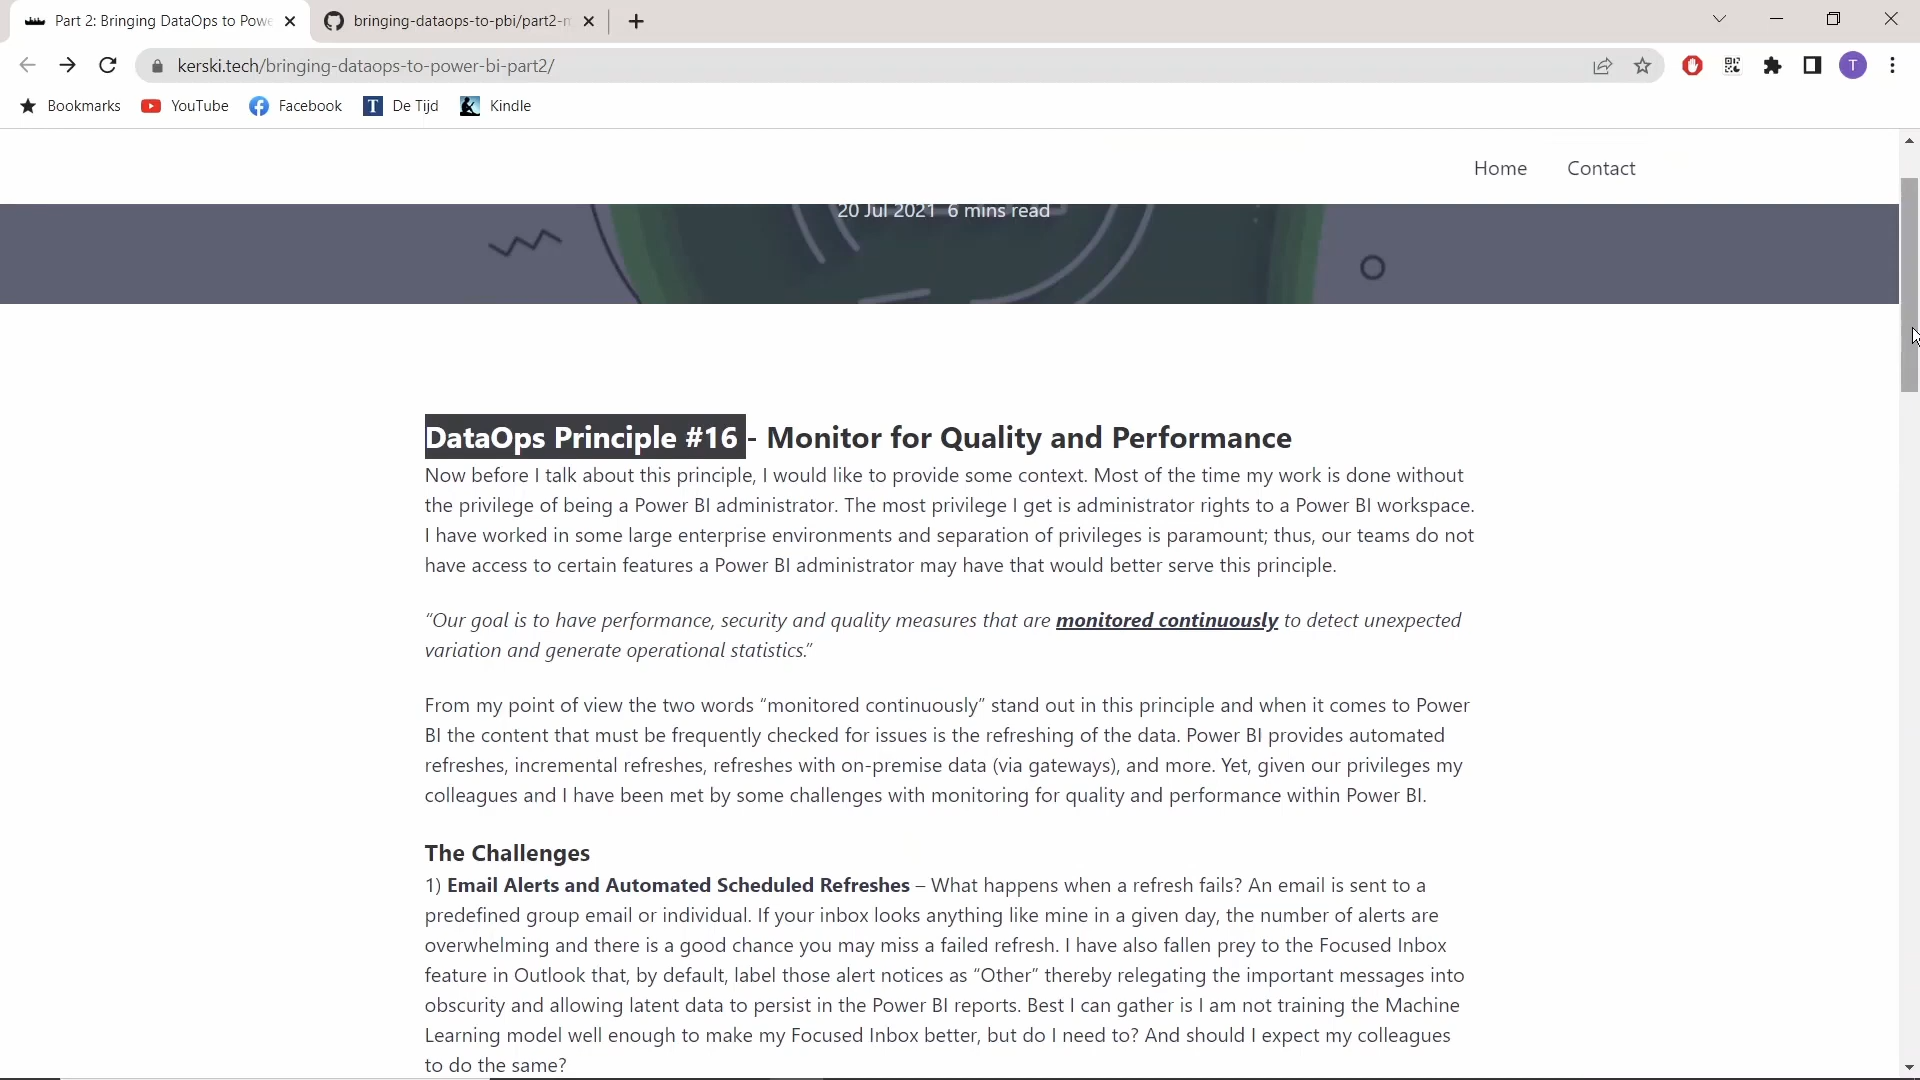 Part 2: Bringing DataOps to Powe
bringing-dataops-to-pbi/part2-m
kerski.tech/bringing-dataops-to-power-bi-part2/
T
Bookmarks
YouTube
Facebook
T De Tijd
Kindle
Home
Contact
20 Jul 2021 6 mins read
DataOps Principle #16 - Monitor for Quality and Performance
Now before I talk about this principle, I would like to provide some context. Most of the time my work is done without
the privilege of being a Power BI administrator. The most privilege I get is administrator rights to a Power BI workspace.
I have worked in some large enterprise environments and separation of privileges is paramount; thus, our teams do not
have access to certain features a Power BI administrator may have that would better serve this principle.
“Our goal is to have performance, security and quality measures that are monitored continuously to detect unexpected
variation and generate operational statistics.”
From my point of view the two words “monitored continuously” stand out in this principle and when it comes to Power
BI the content that must be frequently checked for issues is the refreshing of the data. Power BI provides automated
refreshes, incremental refreshes, refreshes with on-premise data (via gateways), and more. Yet, given our privileges my
colleagues and I have been met by some challenges with monitoring for quality and performance within Power BI.
The Challenges
1) Email Alerts and Automated Scheduled Refreshes – What happens when a refresh fails? An email is sent to a
predefined group email or individual. If your inbox looks anything like mine in a given day, the number of alerts are
overwhelming and there is a good chance you may miss a failed refresh. I have also fallen prey to the Focused Inbox
feature in Outlook that, by default, label those alert notices as “Other” thereby relegating the important messages into
obscurity and allowing latent data to persist in the Power BI reports. Best I can gather is I am not training the Machine
Learning model well enough to make my Focused Inbox better, but do I need to? And should I expect my colleagues
to do the same?